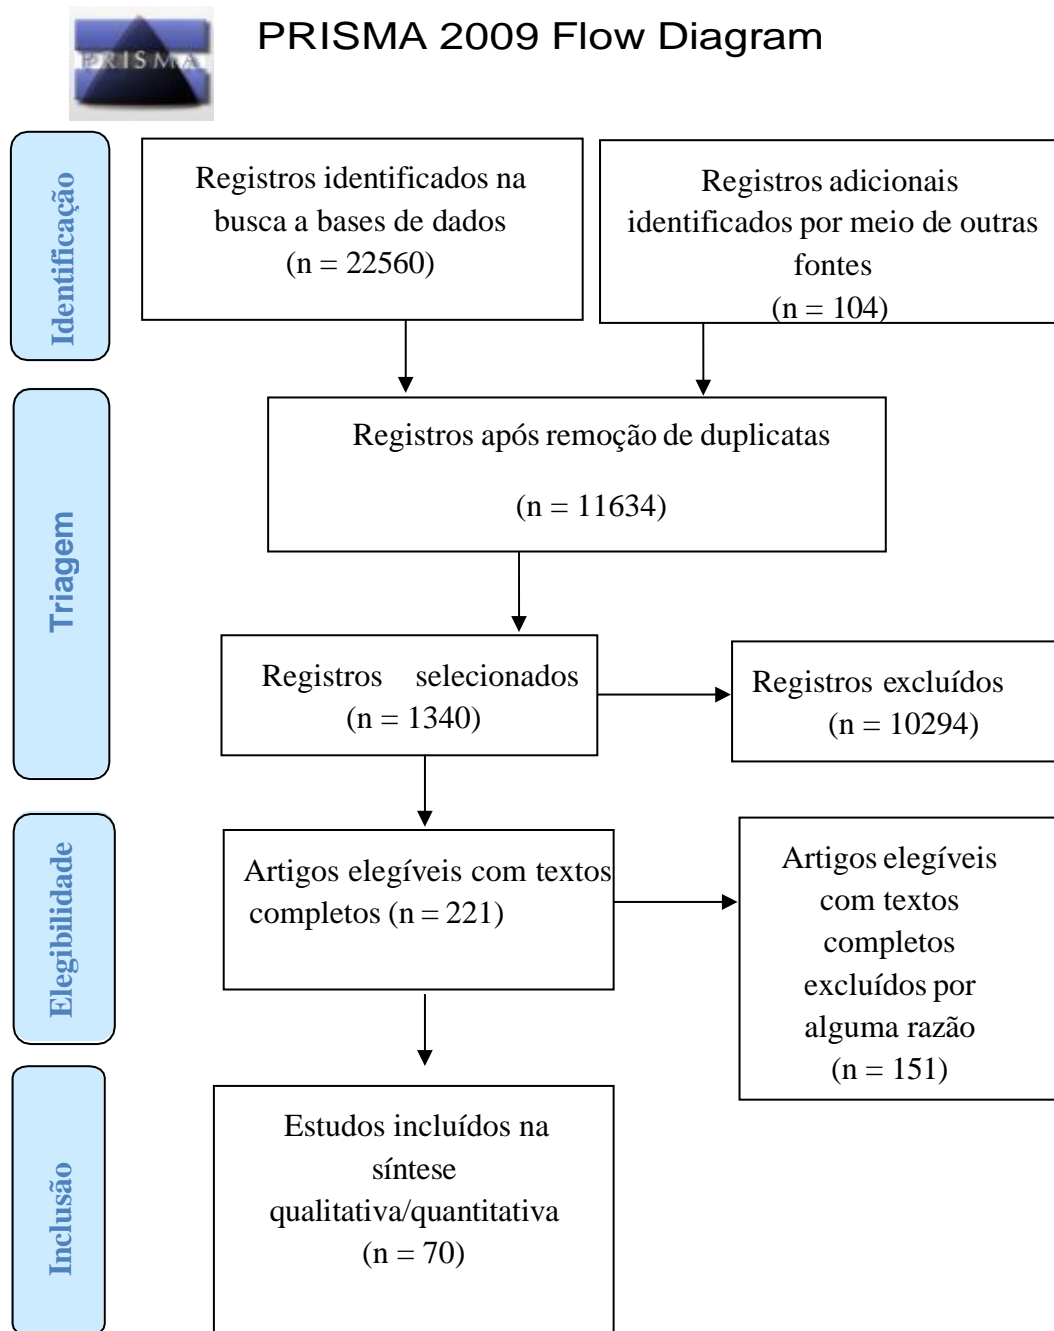 PRISMA
PRISMA 2009 Flow Diagram
Identificação
Registros identificados na
busca a bases de dados
(n = 22560)
Registros adicionais
identificados por meio de outras
fontes
(n = 104)
Triagem
Registros após remoção de duplicatas
(n = 11634)
Registros selecionados
(n = 1340)
Registros excluídos
(n = 10294)
Elegibilidade
Artigos elegíveis com textos
completos (n = 221)
Artigos elegíveis
com textos
completos
excluídos por
alguma razão
(n = 151)
Inclusão
Estudos incluídos na
síntese
qualitativa/quantitativa
(n = 70)